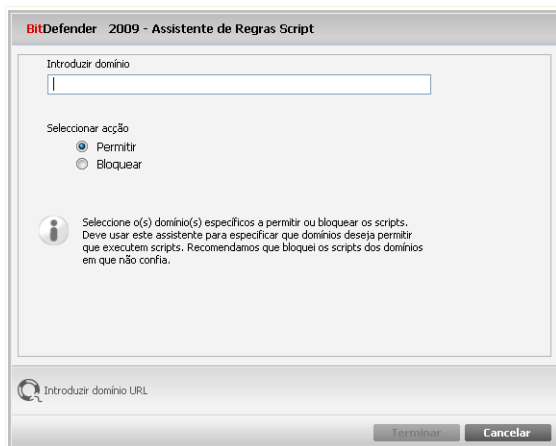 BitDefender 2009 - Assistente de Regras Script
Introduzir domínio
Seleccionar acção
Permitir
Bloquear
Seleccione o(s) domínio(s) específicos a permitir ou bloquear os scripts.
Deve usar este assistente para especificar que domínios deseja permitir
que executem scripts. Recomendamos que bloquei os scripts dos domínios
em que não confia.
Introduzir domínio URL
Terminar Cancelar